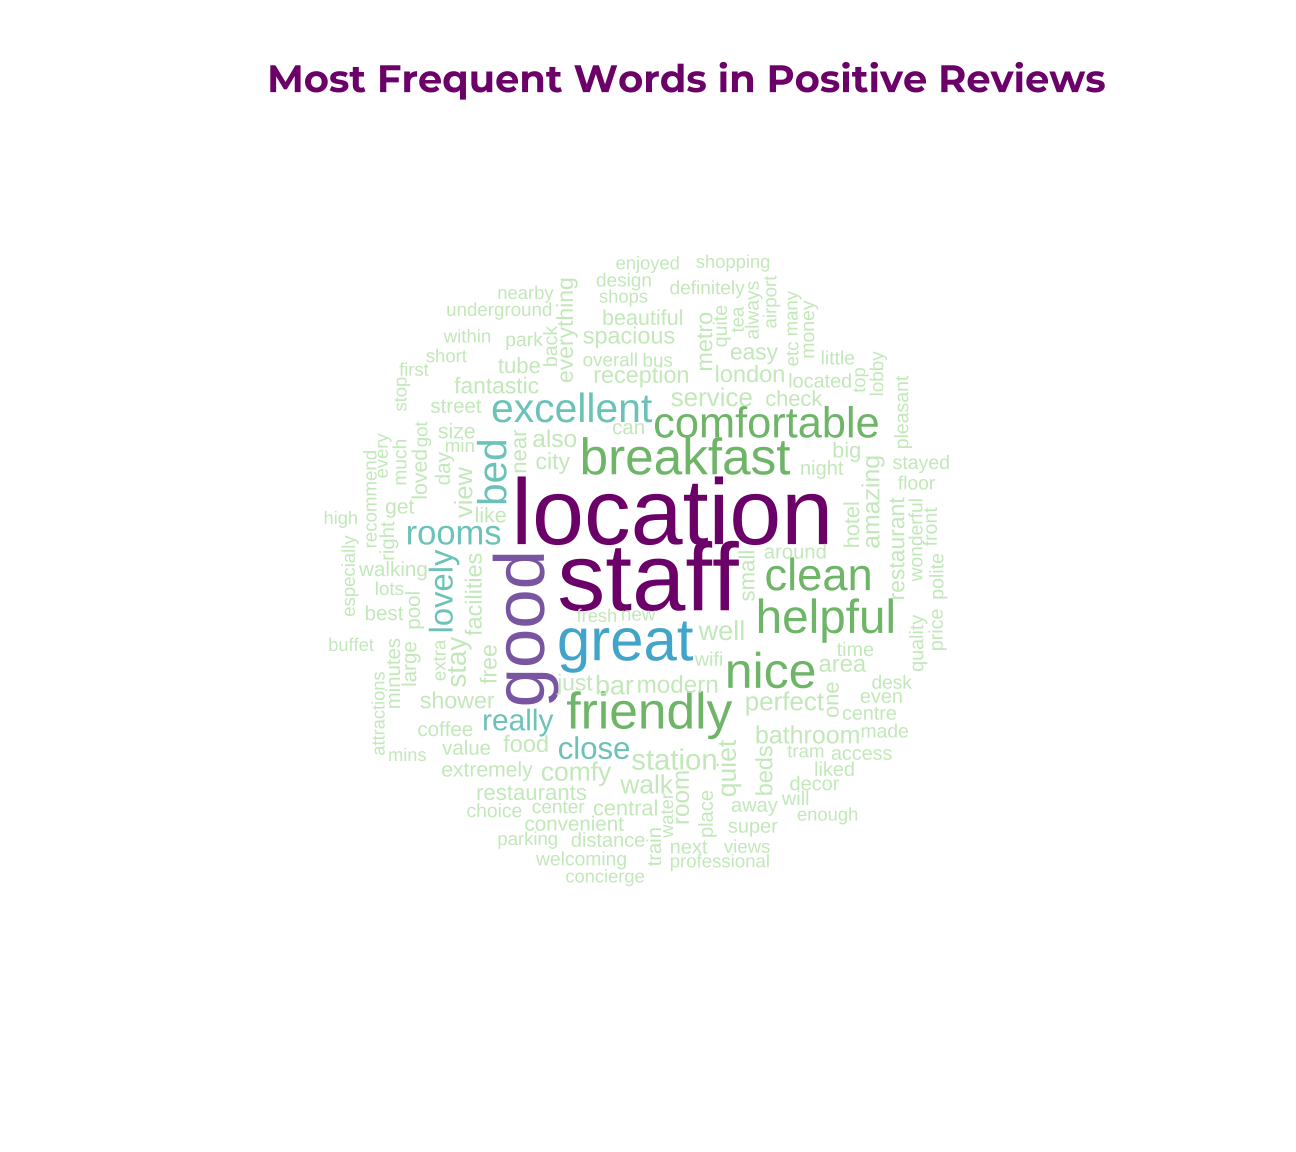 Most Frequent Words in Positive Reviews
enjoyed
shopping
design
definitely
nearby
shops
underground
everything
beautiful
spacious
metro
quite
tea
always
airport
etc many
money
within
park
back
short
first
tube
overall bus
reception
easy
london
little
located
top
lobby
fantastic
stop
street
service
check
pleasant
excellent
can
comfortable
size
min
got
near
also
city
breakfast
big
night
stayed
floor
every
much
loved
day
view
bed
like
location
amazing
hotel
restaurant
wonderful
front
recommend
get
high
right
rooms
especially
walking
lots
best
pool
lovely
facilities
good
staff
small
around
clean
polite
fresh new
great
well
helpful
price
quality
buffet
minutes
large
extra
stay
free
wifi
nice
time
area
just
bar
modern
desk
even
one
perfect
centre
attractions
shower
friendly
really
coffee
value
mins
food
close
bathroom
made
tram
access
station
extremely
comfy
quiet
beds
liked
decor
restaurants
walk
room
will
choice
center
central
water
place
away
enough
convenient
super
parking
distance
train
next
views
welcoming
professional
concierge